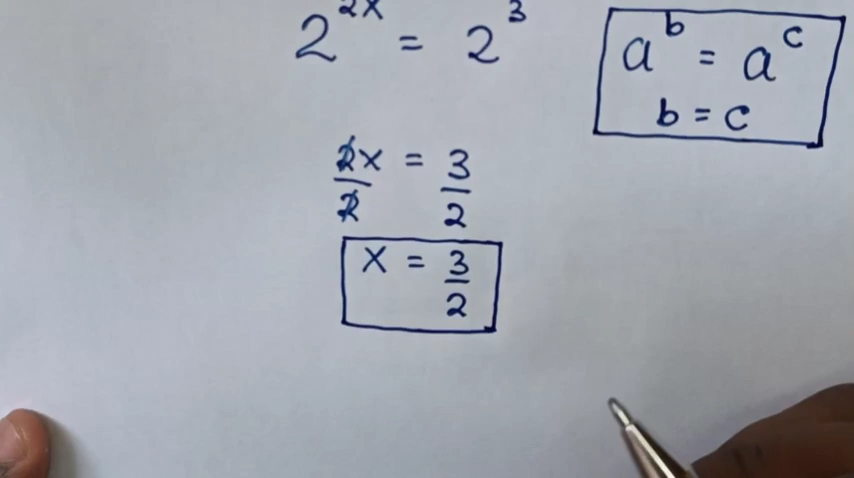 2^{2x} = 2^3
a^b = a^c
b = c
2x/2 = 3/2
x = 3/2